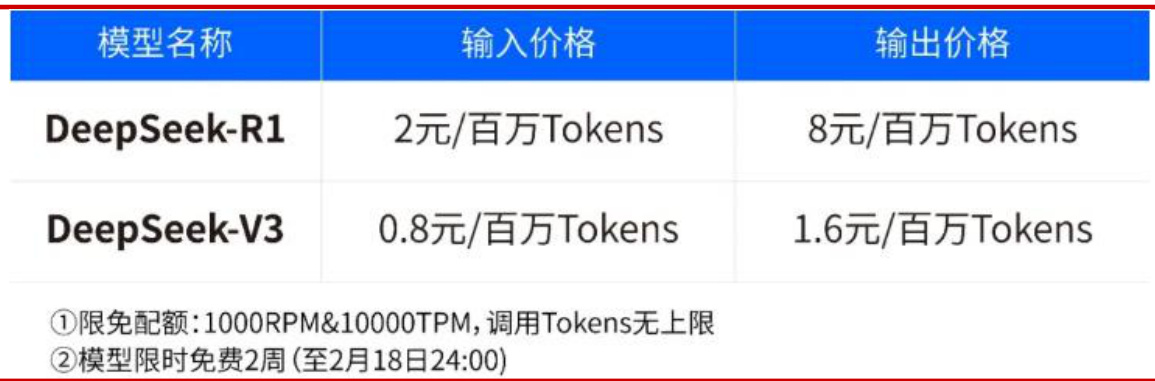 模型名称 输入价格 输出价格
DeepSeek-R1 2元/百万Tokens 8元/百万Tokens
DeepSeek-V3 0.8元/百万Tokens 1.6元/百万Tokens
①限免配额:1000RPM&10000TPM,调用Tokens无上限
②模型限时免费2周(至2月18日24:00)